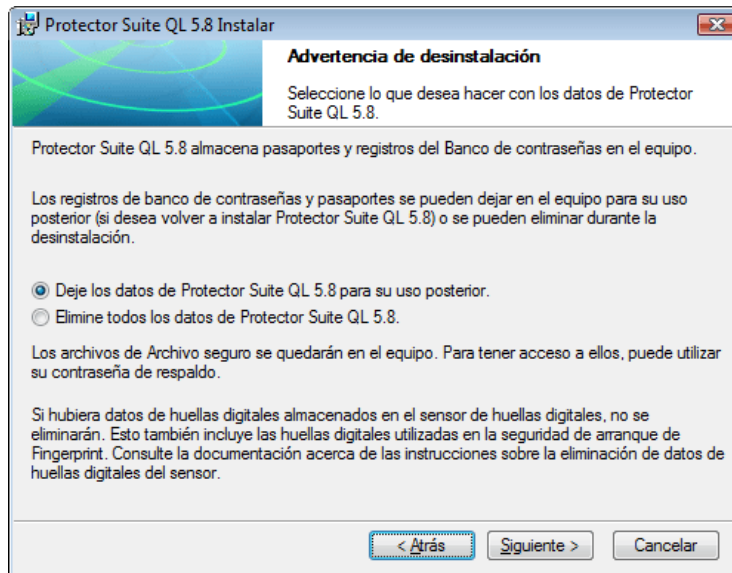 Protector Suite QL 5.8 Instalar
Advertencia de desinstalación
Seleccione lo que desea hacer con los datos de Protector
Suite QL 5.8.
Protector Suite QL 5.8 almacena pasaportes y registros del Banco de contraseñas en el equipo.
Los registros de banco de contraseñas y pasaportes se pueden dejar en el equipo para su uso
posterior (si desea volver a instalar Protector Suite QL 5.8) o se pueden eliminar durante la
desinstalación.
Deje los datos de Protector Suite QL 5.8 para su uso posterior.
Elimine todos los datos de Protector Suite QL 5.8.
Los archivos de Archivo seguro se quedarán en el equipo. Para tener acceso a ellos, puede utilizar
su contraseña de respaldo.
Si hubiera datos de huellas digitales almacenados en el sensor de huellas digitales, no se
eliminarán. Esto también incluye las huellas digitales utilizadas en la seguridad de arranque de
Fingerprint. Consulte la documentación acerca de las instrucciones sobre la eliminación de datos de
huellas digitales del sensor.
< Atrás Siguiente > Cancelar